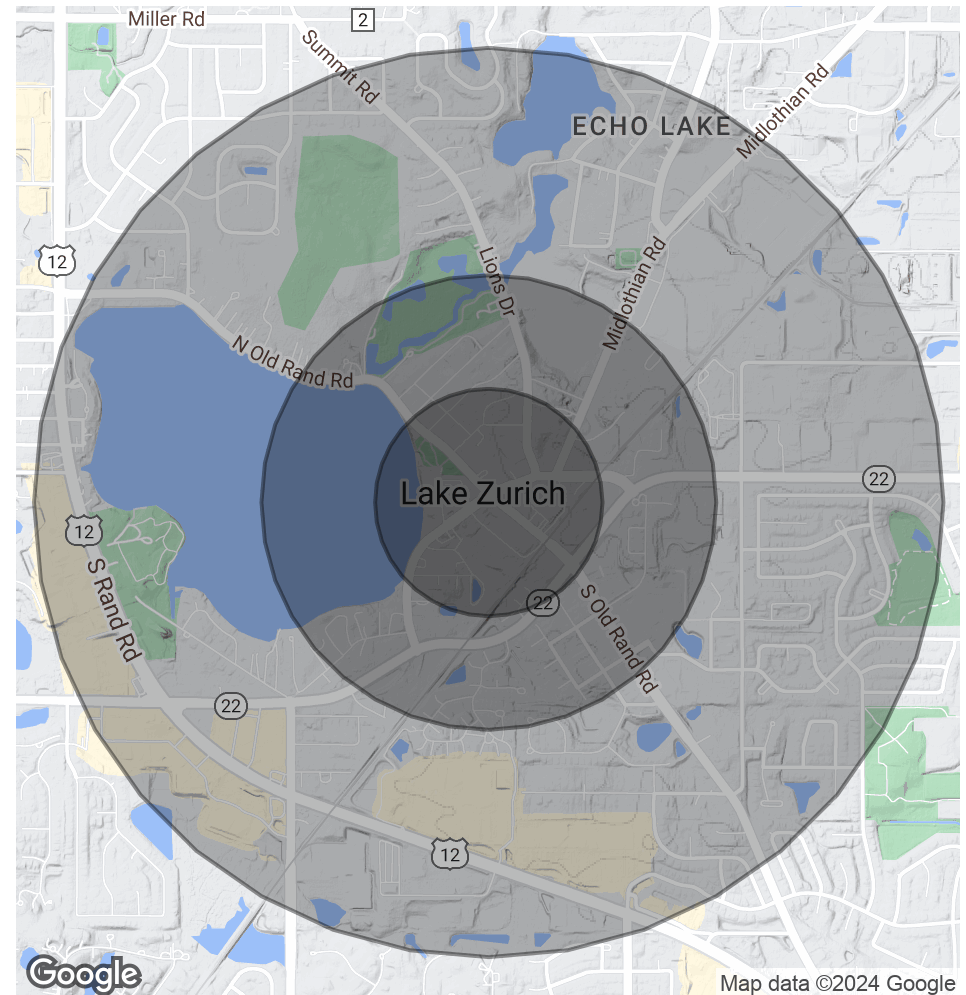 Miller Rd
2
Summit Rd
ECHO LAKE
Midlothian Rd
12
Lions Dr
Midlothian Rd
N Old Rand Rd
22
Lake Zurich
12
S Rand Rd
22
S Old Rand Rd
22
12
Google
Map data ©2024 Google